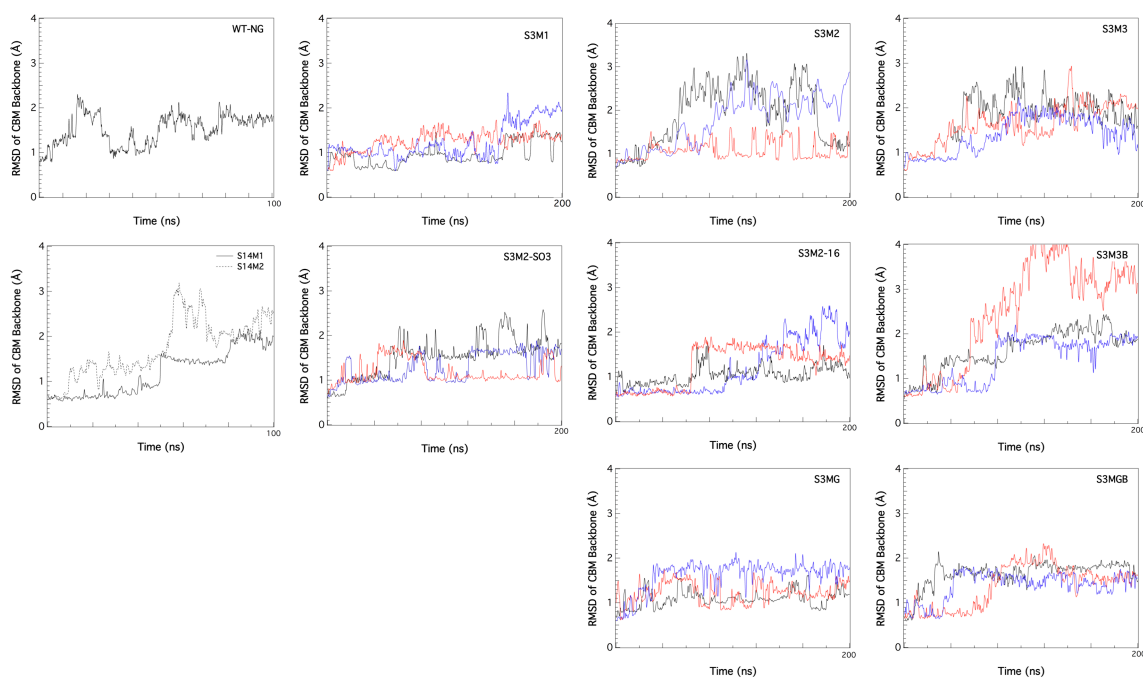 WT-NG
RMSD of CBM Backbone (Å)
4
3
2
1
0
100
Time (ns)
S3M1
RMSD of CBM Backbone (Å)
4
3
2
1
0
200
Time (ns)
S3M2
RMSD of CBM Backbone (Å)
4
3
2
1
0
200
Time (ns)
S3M3
RMSD of CBM Backbone (Å)
4
3
2
1
0
200
Time (ns)
S14M1
S14M2
RMSD of CBM Backbone (Å)
4
3
2
1
0
100
Time (ns)
S3M2-SO3
RMSD of CBM Backbone (Å)
4
3
2
1
0
200
Time (ns)
S3M2-16
RMSD of CBM Backbone (Å)
4
3
2
1
0
200
Time (ns)
S3M3B
RMSD of CBM Backbone (Å)
4
3
2
1
0
200
Time (ns)
S3MG
RMSD of CBM Backbone (Å)
4
3
2
1
0
200
Time (ns)
S3MGB
RMSD of CBM Backbone (Å)
4
3
2
1
0
200
Time (ns)